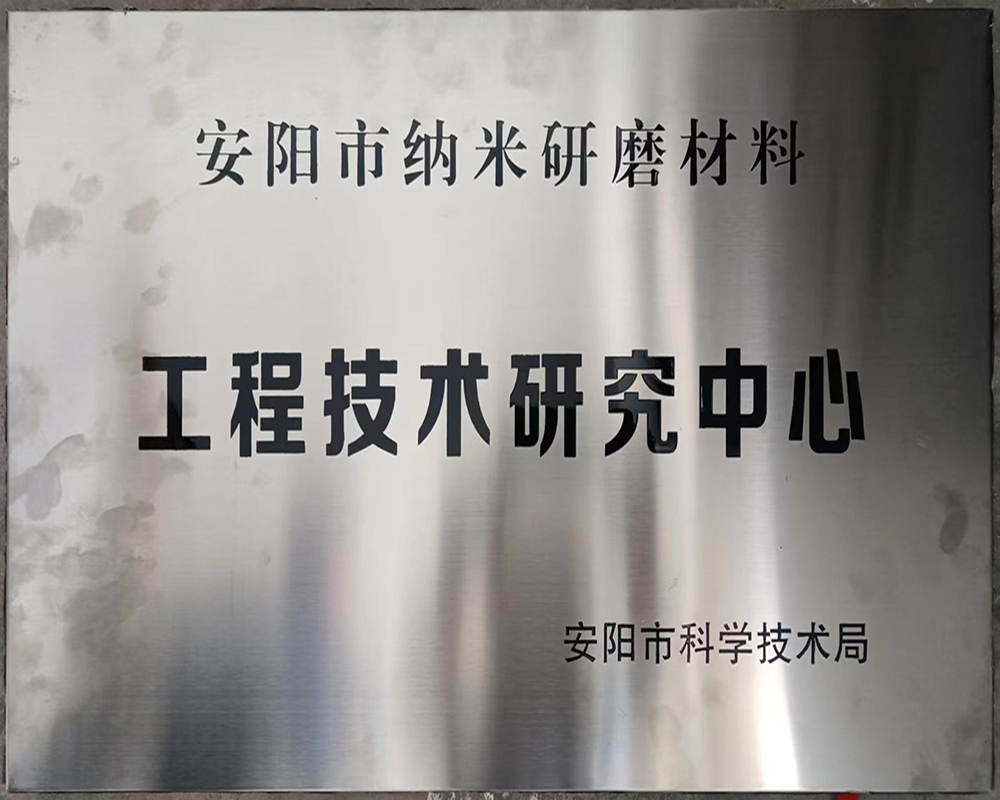 安阳市纳米研磨材料
工程技术研究中心
安阳市科学技术局